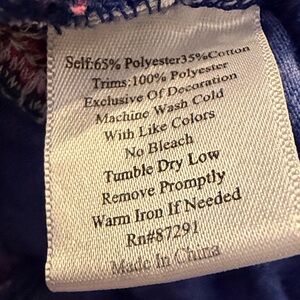 Self:65% Polyester35%Cotton
Trims:100% Polyester
Exclusive Of Decoration
Machine Wash Cold
With Like Colors
No Bleach
Tumble Dry Low
Remove Promptly
Warm Iron If Needed
Rn#87291
Made In China